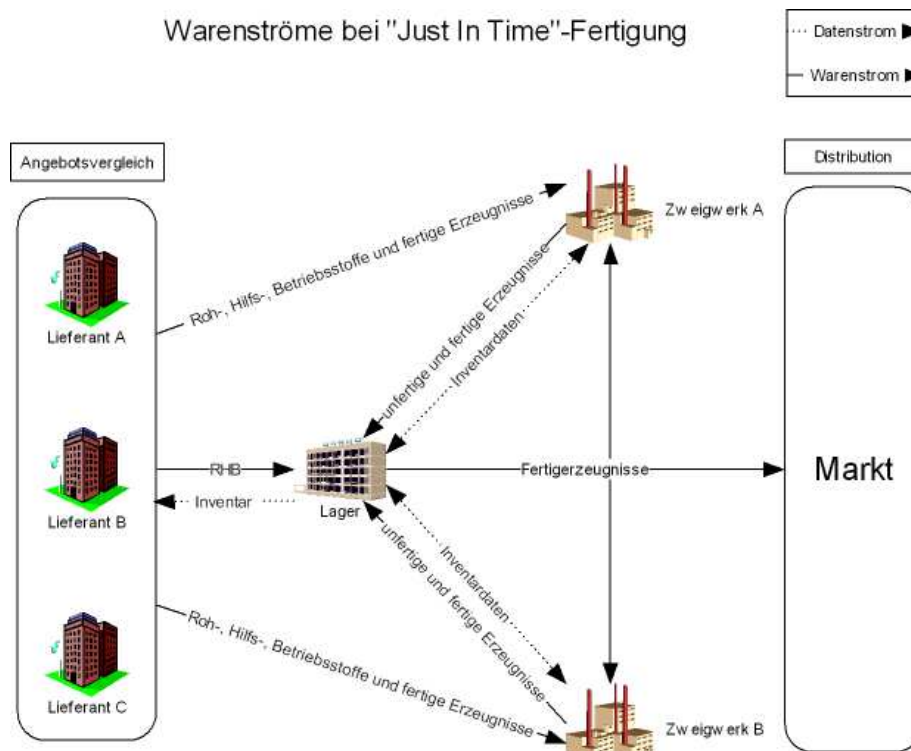 Warenströme bei "Just In Time"-Fertigung
Datenstrom
Warenstrom
Angebotsvergleich
Distribution
Lieferant A
Lieferant B
Lieferant C
Roh-, Hilfs-, Betriebsstoffe und fertige Erzeugnisse
Zweigwerk A
unfertige und fertige Erzeugnisse
Inventardaten
RHB
Inventar
Lager
Fertigerzeugnisse
Markt
Inventardaten
unfertige und fertige Erzeugnisse
Roh-, Hilfs-, Betriebsstoffe und fertige Erzeugnisse
Zweigwerk B